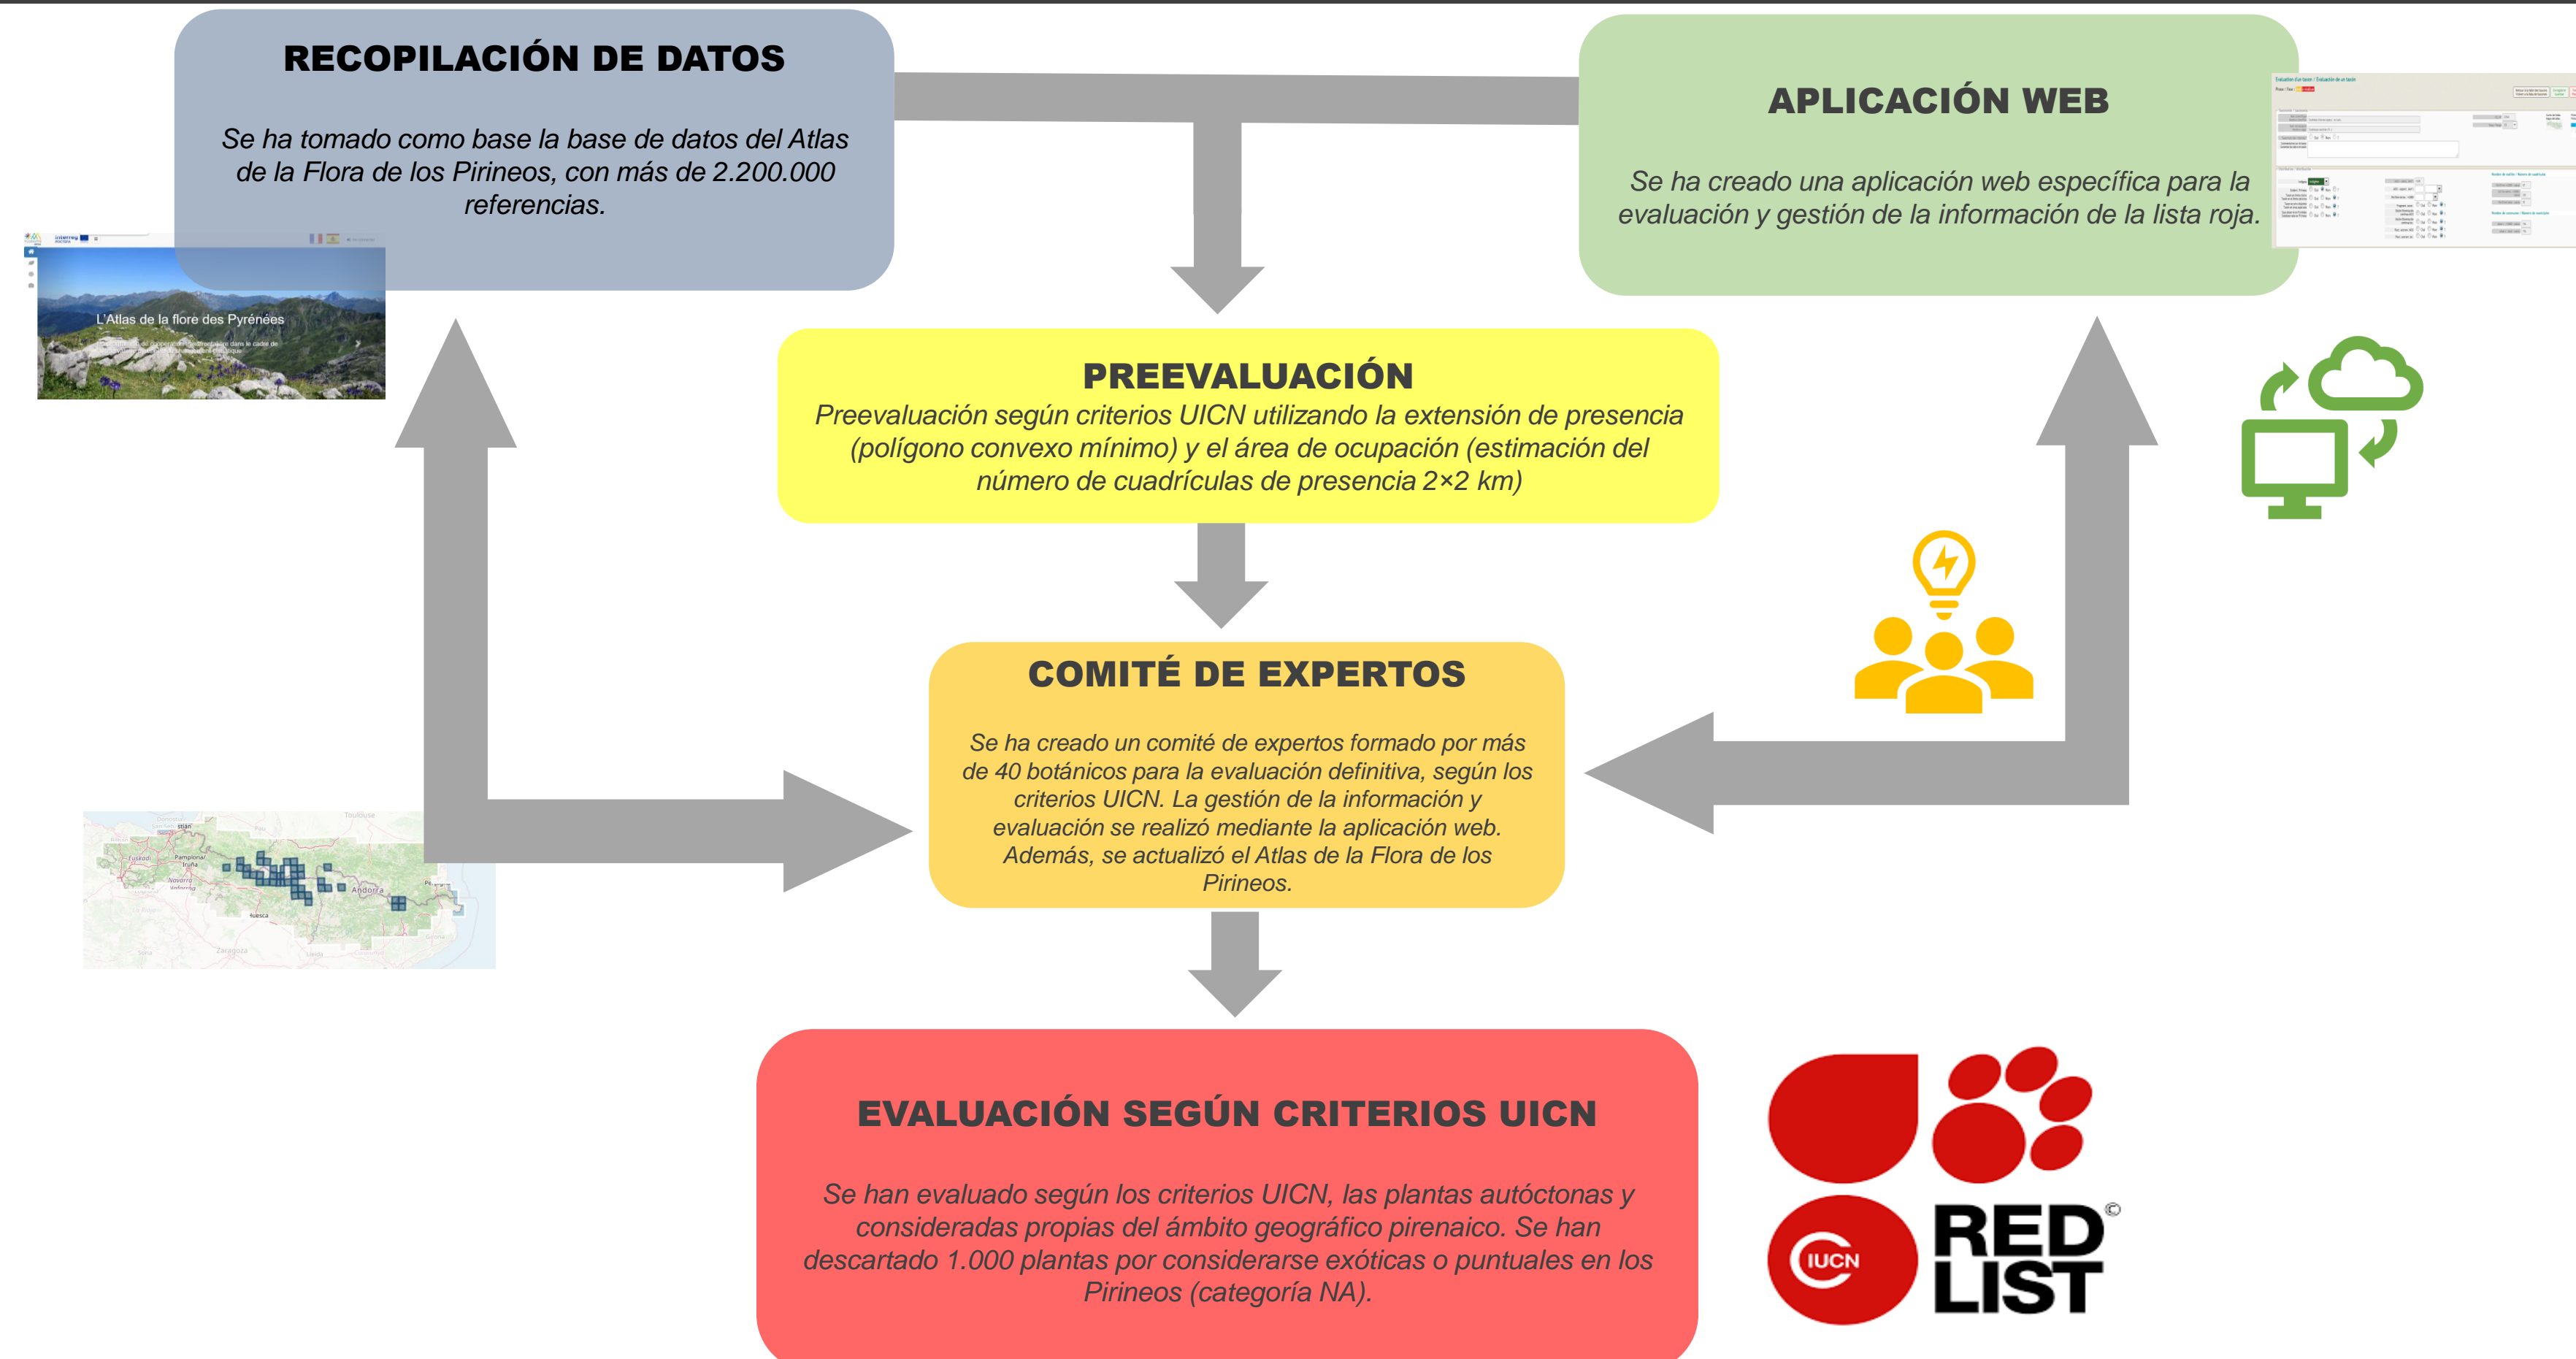 RECOPILACIÓN DE DATOS
Se ha tomado como base la base de datos del Atlas
de la Flora de los Pirineos, con más de 2.200.000
referencias.
APLICACIÓN WEB
Se ha creado una aplicación web específica para la
evaluación y gestión de la información de la lista roja.
L'Atlas de la flore des Pyrénées
PREEVALUACIÓN
Preevaluación según criterios UICN utilizando la extensión de presencia
(polígono convexo mínimo) y el área de ocupación (estimación del
número de cuadrículas de presencia 2×2 km)
COMITÉ DE EXPERTOS
Se ha creado un comité de expertos formado por más
de 40 botánicos para la evaluación definitiva, según los
criterios UICN. La gestión de la información y
evaluación se realizó mediante la aplicación web.
Además, se actualizó el Atlas de la Flora de los
Pirineos.
Toulouse
Euskadi
Pamplona/
Iruña
Navarra
Andorra
Huesca
Zaragoza
EVALUACIÓN SEGÚN CRITERIOS UICN
Se han evaluado según los criterios UICN, las plantas autóctonas y
consideradas propias del ámbito geográfico pirenaico. Se han
descartado 1.000 plantas por considerarse exóticas o puntuales en los
Pirineos (categoría NA).
IUCN
RED
LIST
©